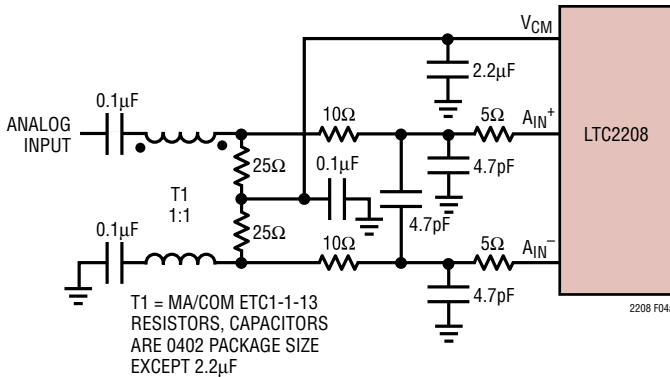 V_CM
2.2µF
0.1µF
10Ω
5Ω
A_IN^+
ANALOG
INPUT
LTC2208
25Ω
0.1µF
4.7pF
T1
1:1
4.7pF
0.1µF
25Ω
10Ω
5Ω
A_IN^–
4.7pF
T1 = MA/COM ETC1-1-13
RESISTORS, CAPACITORS
ARE 0402 PACKAGE SIZE
EXCEPT 2.2µF
2208 F04a